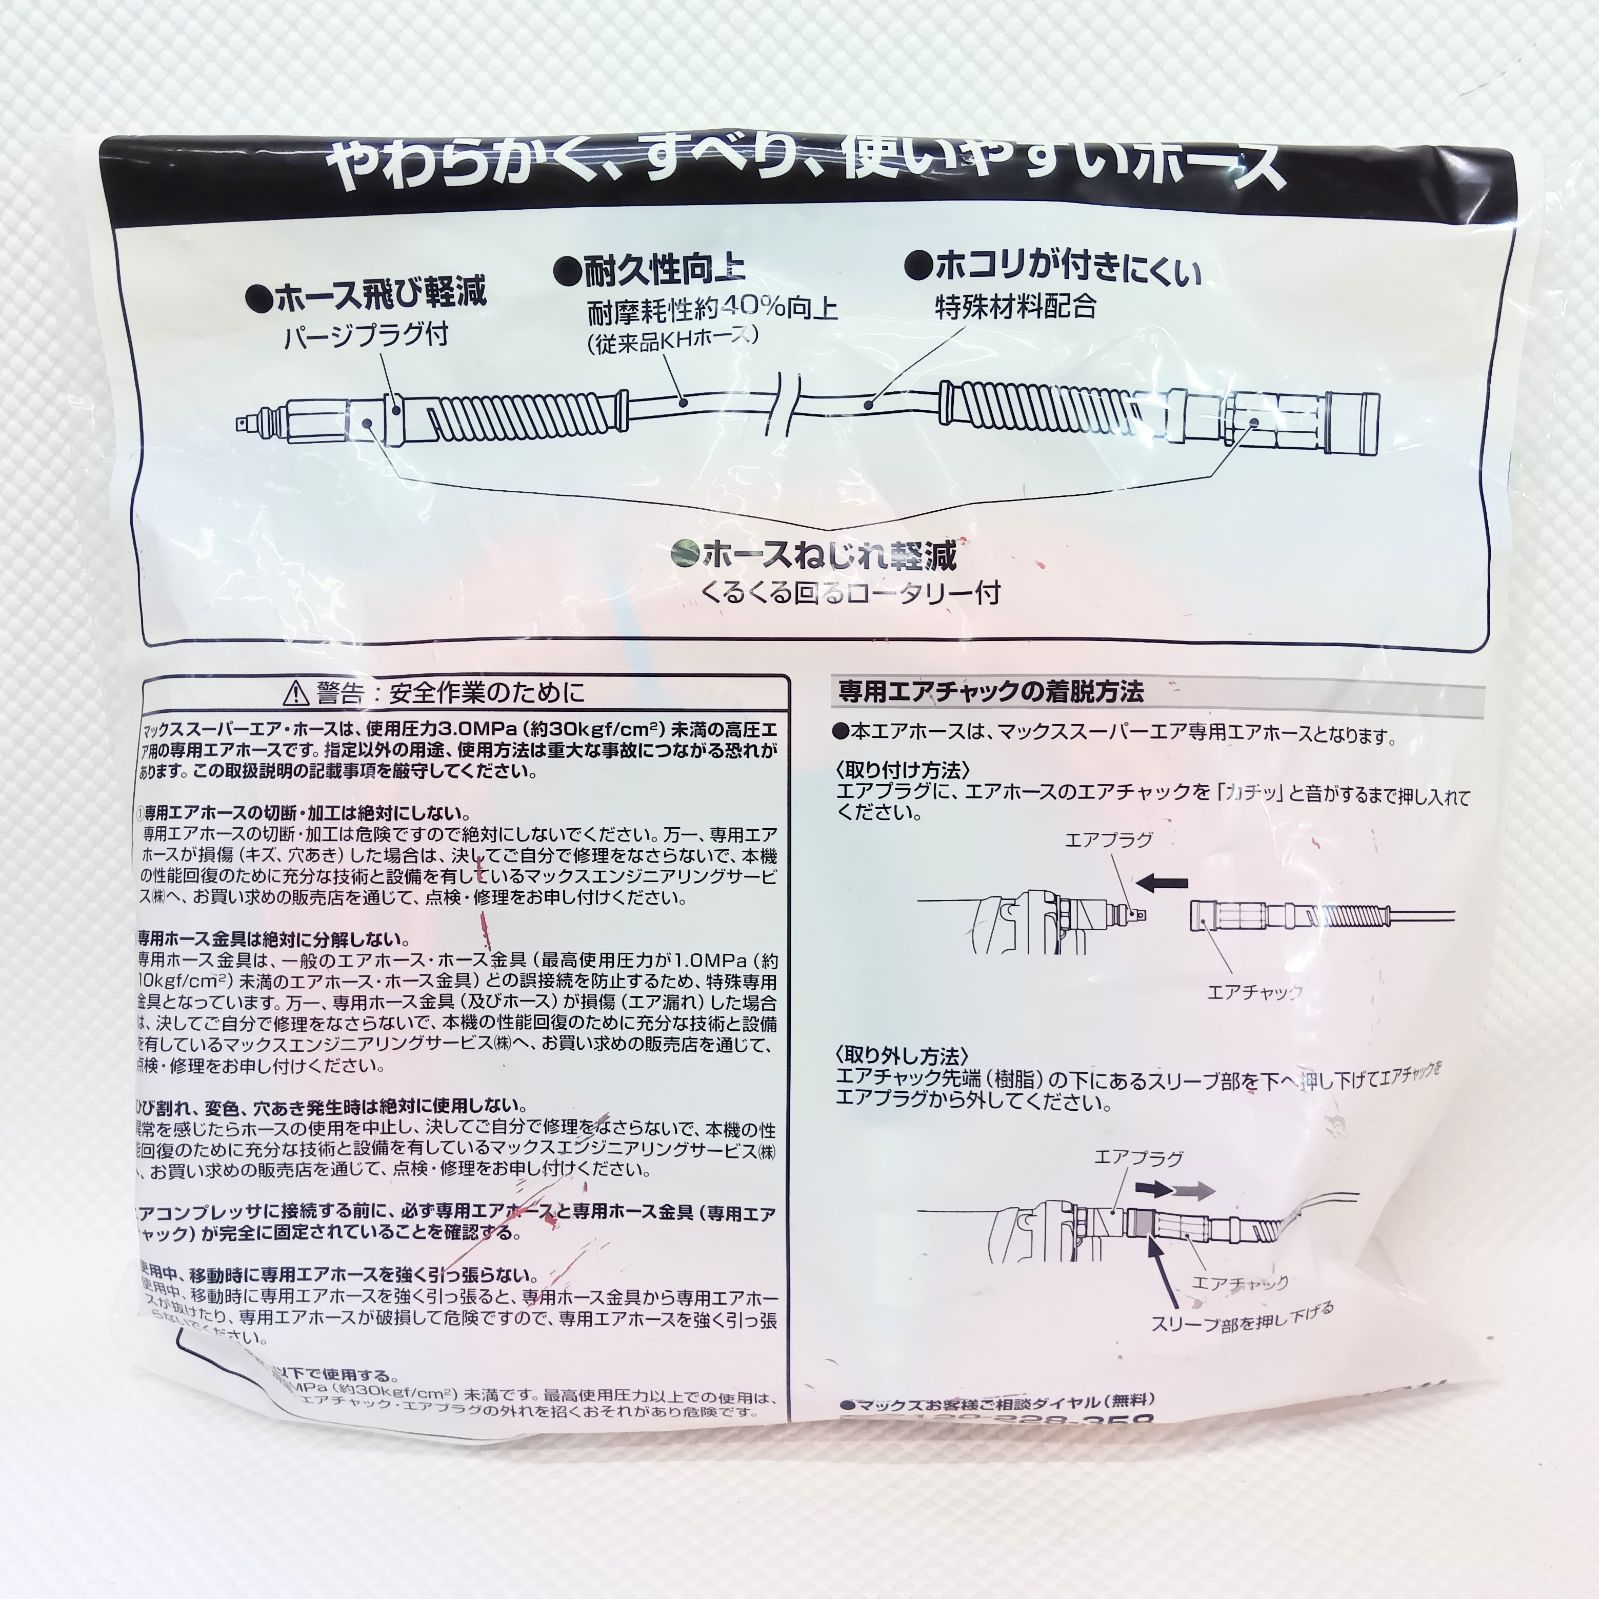 やわらかく、すべり、使いやすいホース
●ホース飛び軽減
パージプラグ付
●耐久性向上
耐摩耗性約40%向上
(従来品KHホース)
●ホコリが付きにくい
特殊材料配合
●ホースねじれ軽減
くるくる回るロータリー付
⚠ 警告：安全作業のために
マックススーパーエア・ホースは、使用圧力3.0MPa（約30kgf/cm²）未満の高圧エ
ア用の専用エアホースです。指定以外の用途、使用方法は重大な事故につながる恐れが
あります。この取扱説明の記載事項を厳守してください。
①専用エアホースの切断・加工は絶対にしない。
専用エアホースの切断・加工は危険ですので絶対にしないでください。万一、専用エア
ホースが損傷（キズ、穴あき）した場合は、決してご自分で修理をなさらないで、本機
の性能回復のために充分な技術と設備を有しているマックスエンジニアリングサービ
ス㈱へ、お買い求めの販売店を通じて、点検・修理をお申し付けください。
専用ホース金具は絶対に分解しない。
専用ホース金具は、一般のエアホース・ホース金具（最高使用圧力が1.0MPa（約
10kgf/cm²）未満のエアホース・ホース金具）との誤接続を防止するため、特殊専用
金具となっています。万一、専用ホース金具（及びホース）が損傷（エア漏れ）した場合
は、決してご自分で修理をなさらないで、本機の性能回復のために充分な技術と設備
を有しているマックスエンジニアリングサービス㈱へ、お買い求めの販売店を通じて、
点検・修理をお申し付けください。
ひび割れ、変色、穴あき発生時は絶対に使用しない。
異常を感じたらホースの使用を中止し、決してご自分で修理をなさらないで、本機の性
能回復のために充分な技術と設備を有しているマックスエンジニアリングサービス㈱
へ、お買い求めの販売店を通じて、点検・修理をお申し付けください。
エアコンプレッサに接続する前に、必ず専用エアホースと専用ホース金具（専用エア
チャック）が完全に固定されていることを確認する。
使用中、移動時に専用エアホースを強く引っ張らない。
使用中、移動時に専用エアホースを強く引っ張ると、専用ホース金具から専用エアホー
スが抜けたり、専用エアホースが破損して危険ですので、専用エアホースを強く引っ張
らないでください。
以下で使用する。
MPa（約30kgf/cm²）未満です。最高使用圧力以上での使用は、
エアチャック・エアプラグの外れを招くおそれがあり危険です。
専用エアチャックの着脱方法
●本エアホースは、マックススーパーエア専用エアホースとなります。
〈取り付け方法〉
エアプラグに、エアホースのエアチャックを「カチッ」と音がするまで押し入れて
ください。
エアプラグ
エアチャック
〈取り外し方法〉
エアチャック先端（樹脂）の下にあるスリーブ部を下へ押し下げてエアチャックを
エアプラグから外してください。
エアプラグ
エアチャック
スリーブ部を押し下げる
●マックスお客様ご相談ダイヤル（無料）
228-358